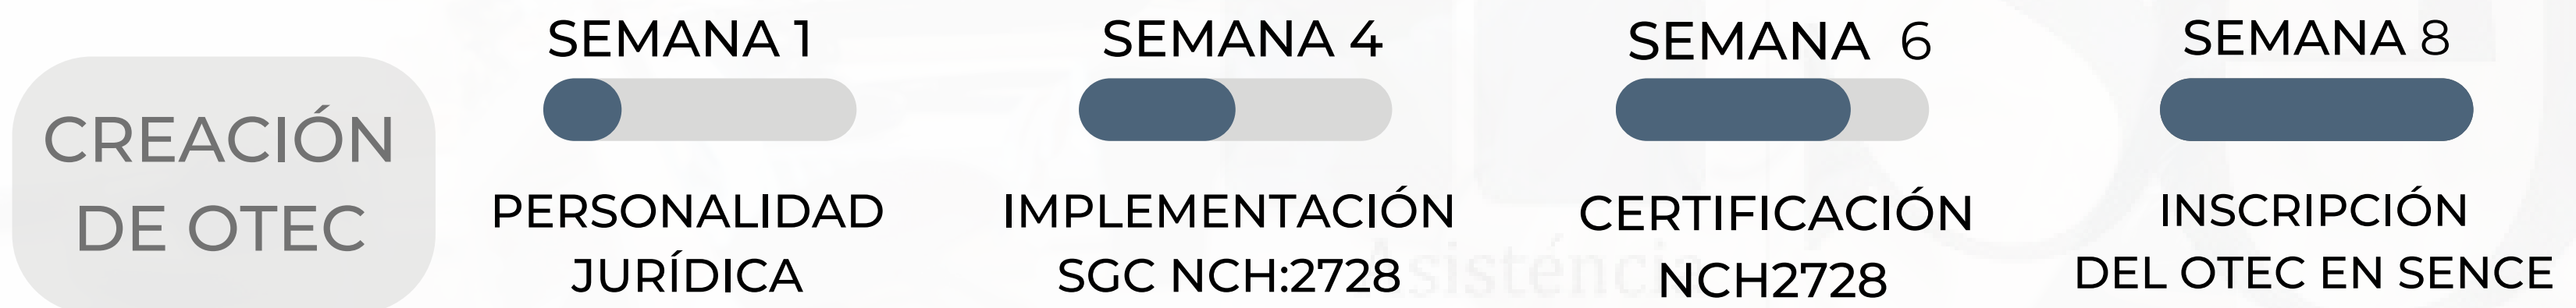 CREACIÓN
DE OTEC
SEMANA 1
PERSONALIDAD
JURÍDICA
SEMANA 4
IMPLEMENTACIÓN
SGC NCH:2728
SEMANA 6
CERTIFICACIÓN
NCH2728
SEMANA 8
INSCRIPCIÓN
DEL OTEC EN SENCE
Asisténcia